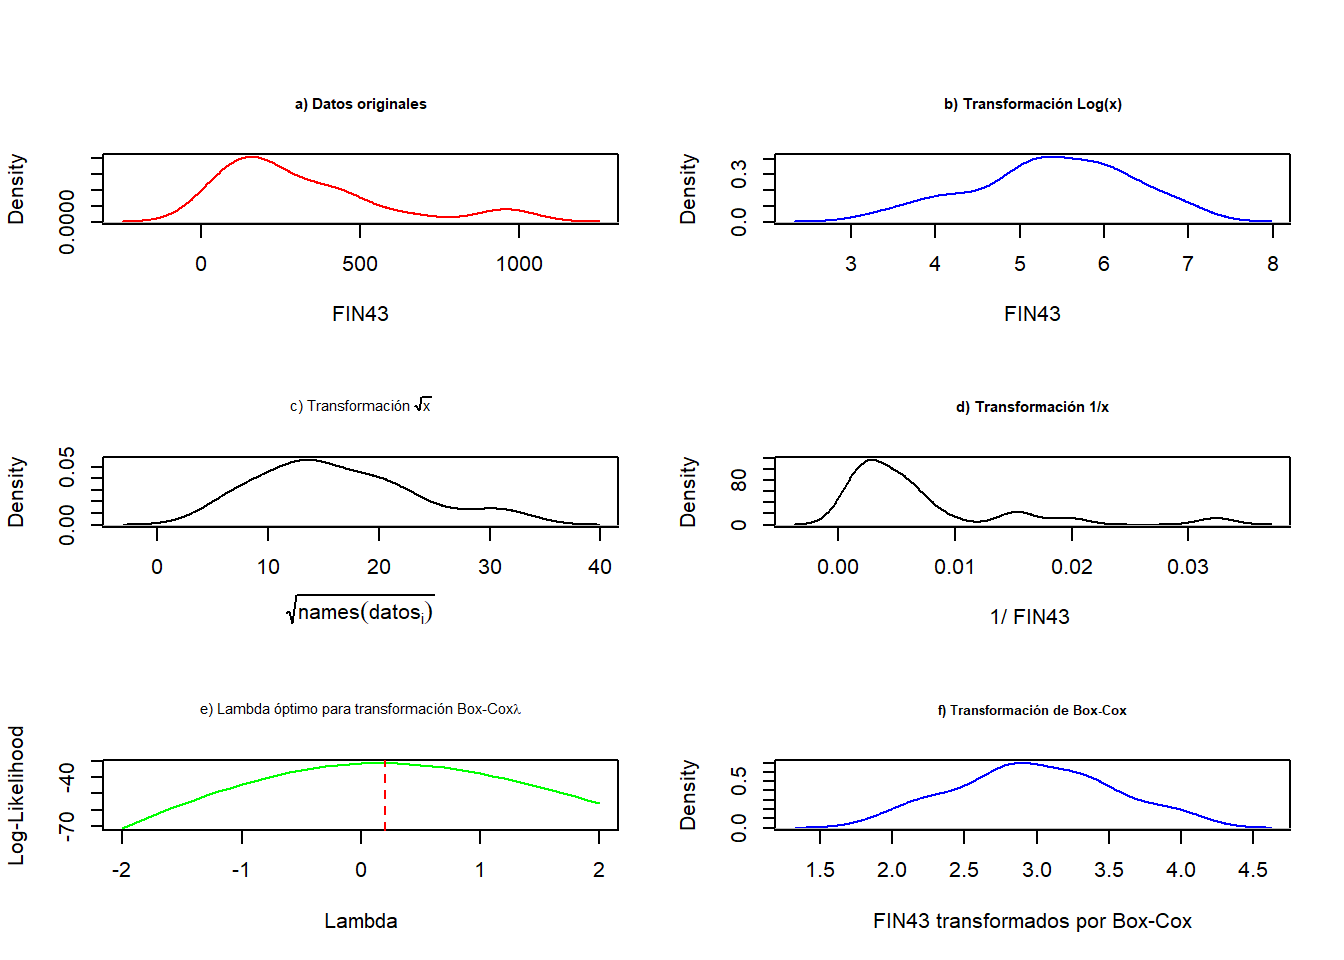 a) Datos originales
Density
0.0000
0 500 1000
FIN43
b) Transformación Log(x)
Density
0.0 0.3
3 4 5 6 7 8
FIN43
c) Transformación √x
Density
0.00 0.05
0 10 20 30 40
√names(datosᵢ)
d) Transformación 1/x
Density
0 80
0.00 0.01 0.02 0.03
1/ FIN43
e) Lambda óptimo para transformación Box-Coxλ
Log-Likelihood
-70 -40
-2 -1 0 1 2
Lambda
f) Transformación de Box-Cox
Density
0.0 0.5
1.5 2.0 2.5 3.0 3.5 4.0 4.5
FIN43 transformados por Box-Cox